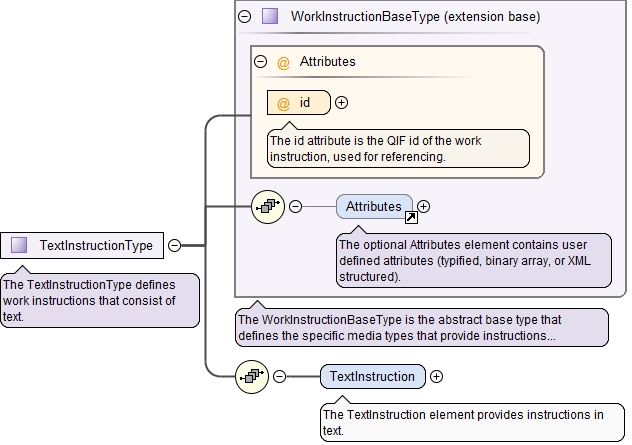 WorkInstructionBaseType (extension base)
@ Attributes
@ id
The id attribute is the QIF id of the work
instruction, used for referencing.
Attributes
The optional Attributes element contains user
defined attributes (typified, binary array, or XML
structured).
TextInstructionType
The TextInstructionType defines
work instructions that consist of
text.
The WorkInstructionBaseType is the abstract base type that
defines the specific media types that provide instructions...
TextInstruction
The TextInstruction element provides instructions in
text.